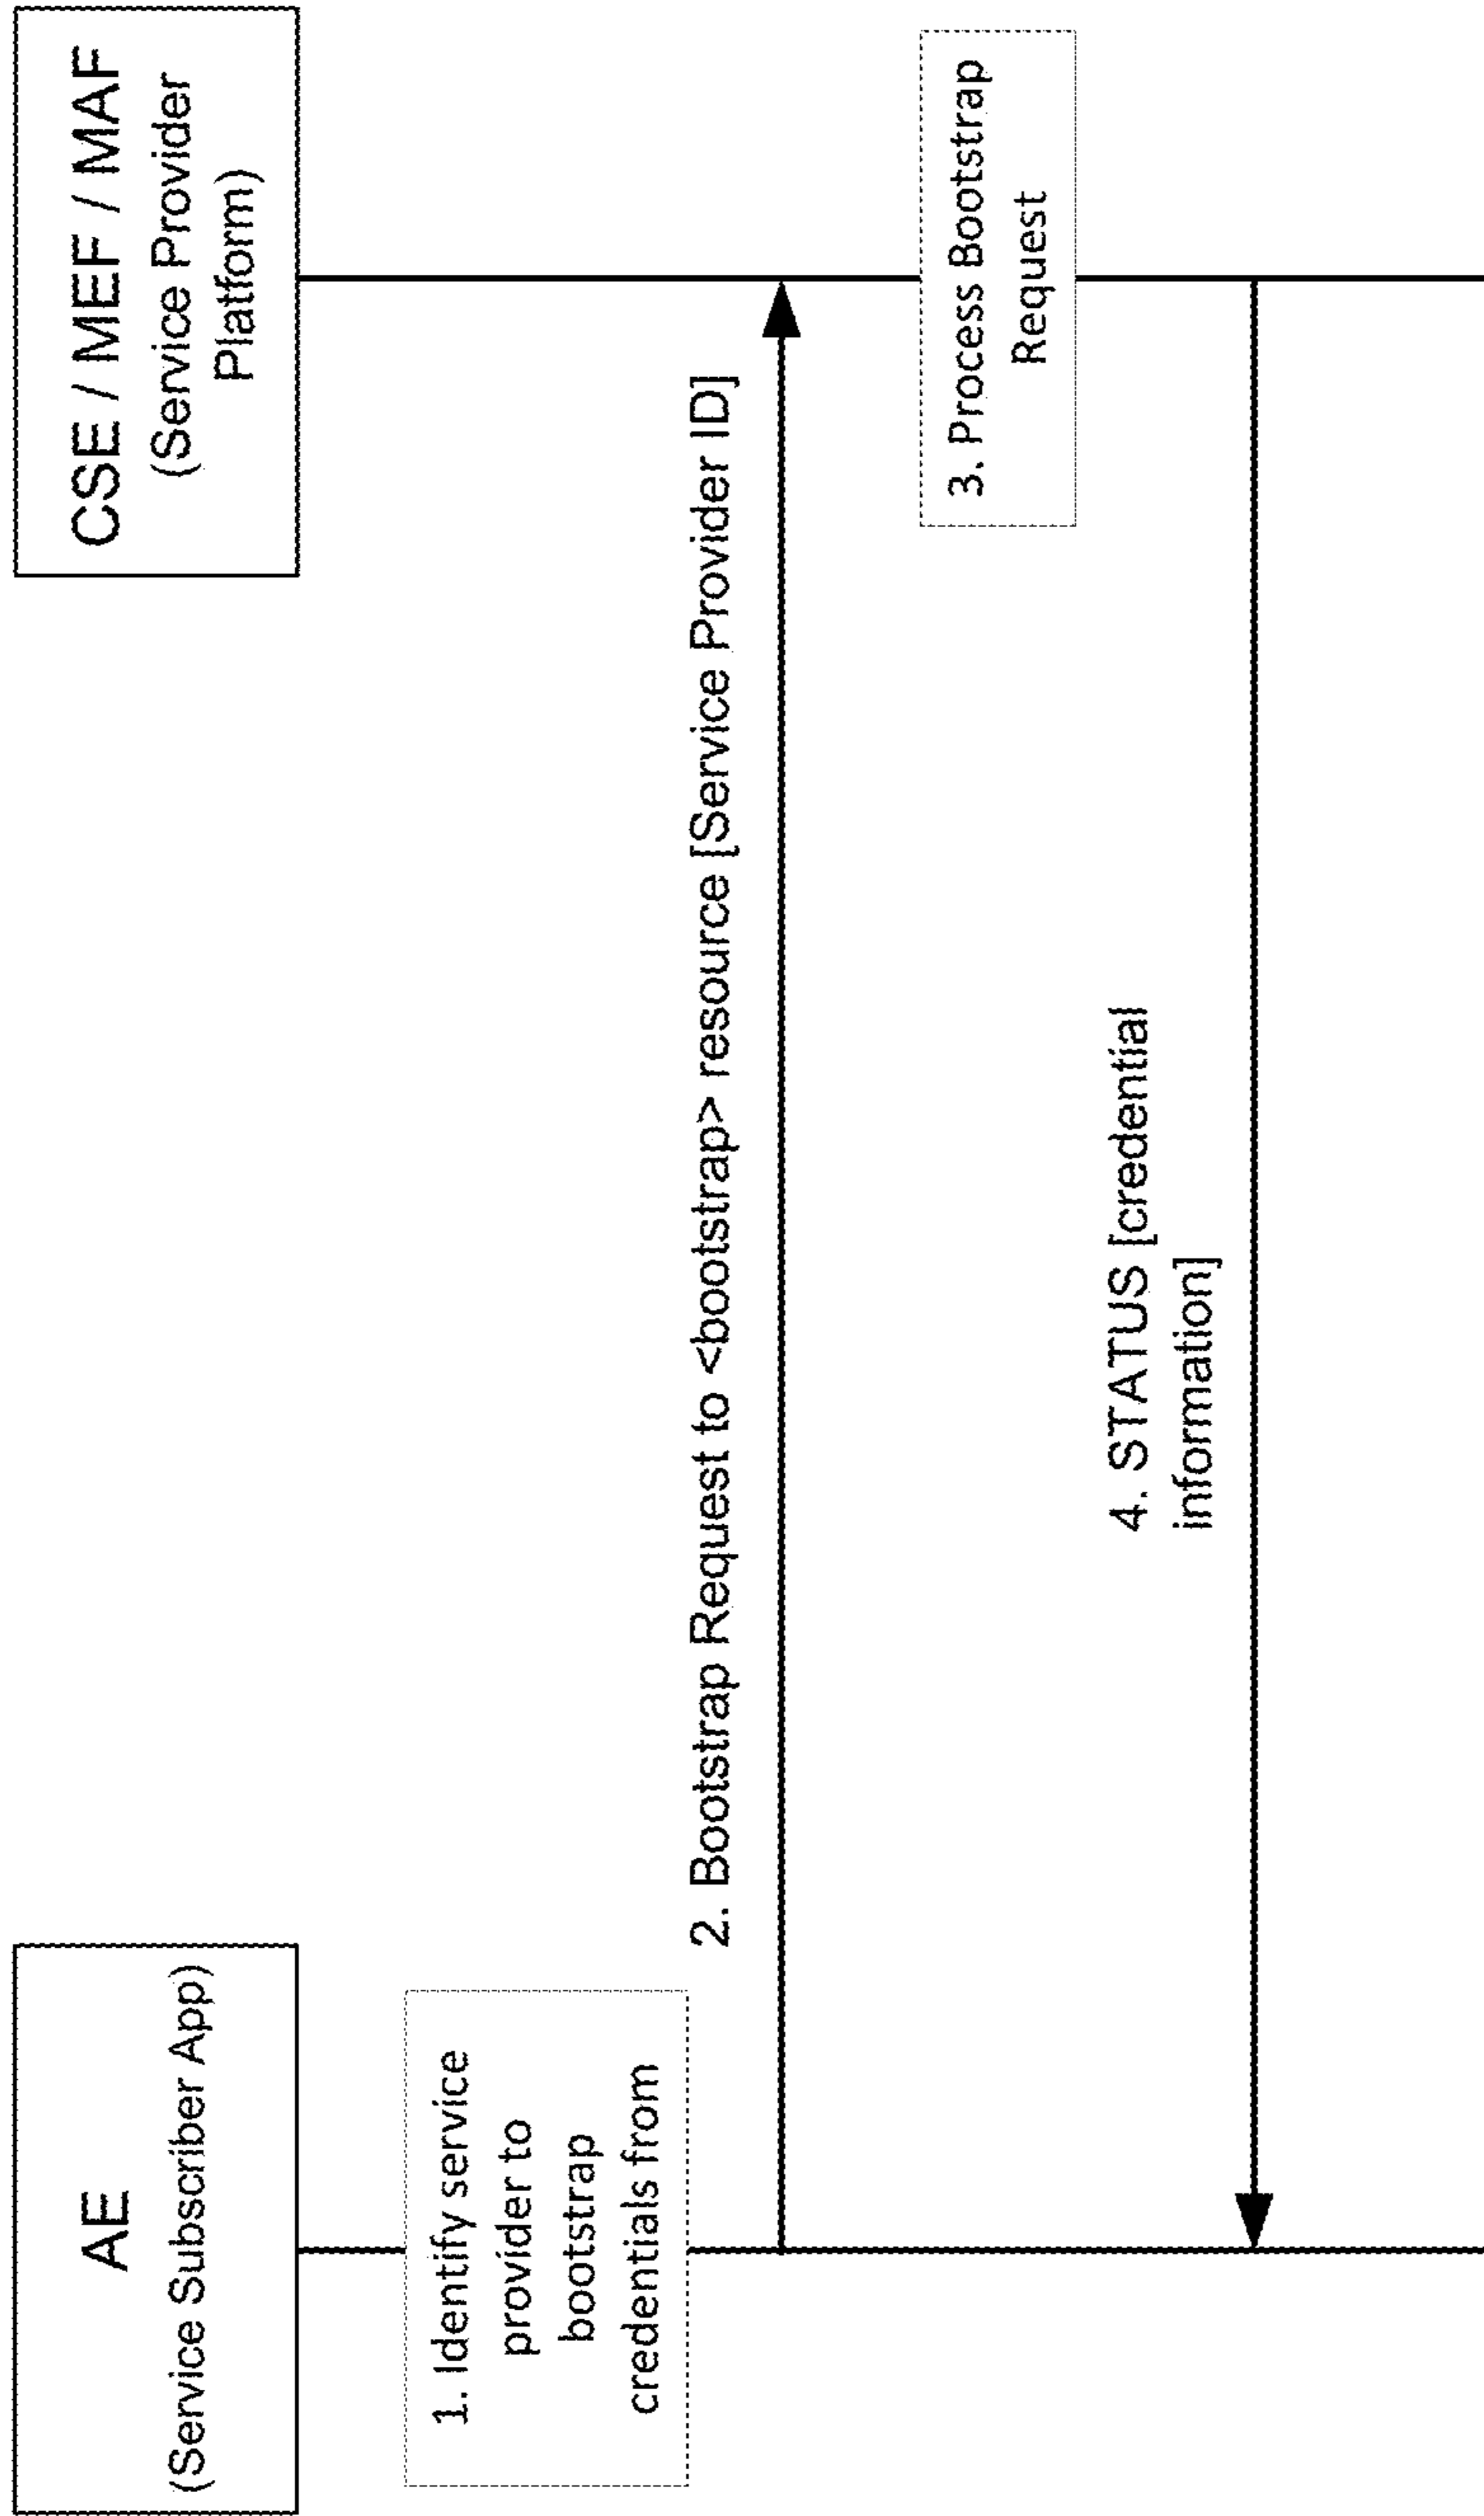 AE
(Service Subscriber App)
CSE / MEF / MAF
(Service Provider
Platform)
1. Identify service
provider to
bootstrap
credentials from
2. Bootstrap Request to <bootstrap> resource [Service Provider ID]
3. Process Bootstrap
Request
4. STATUS [credential
information]